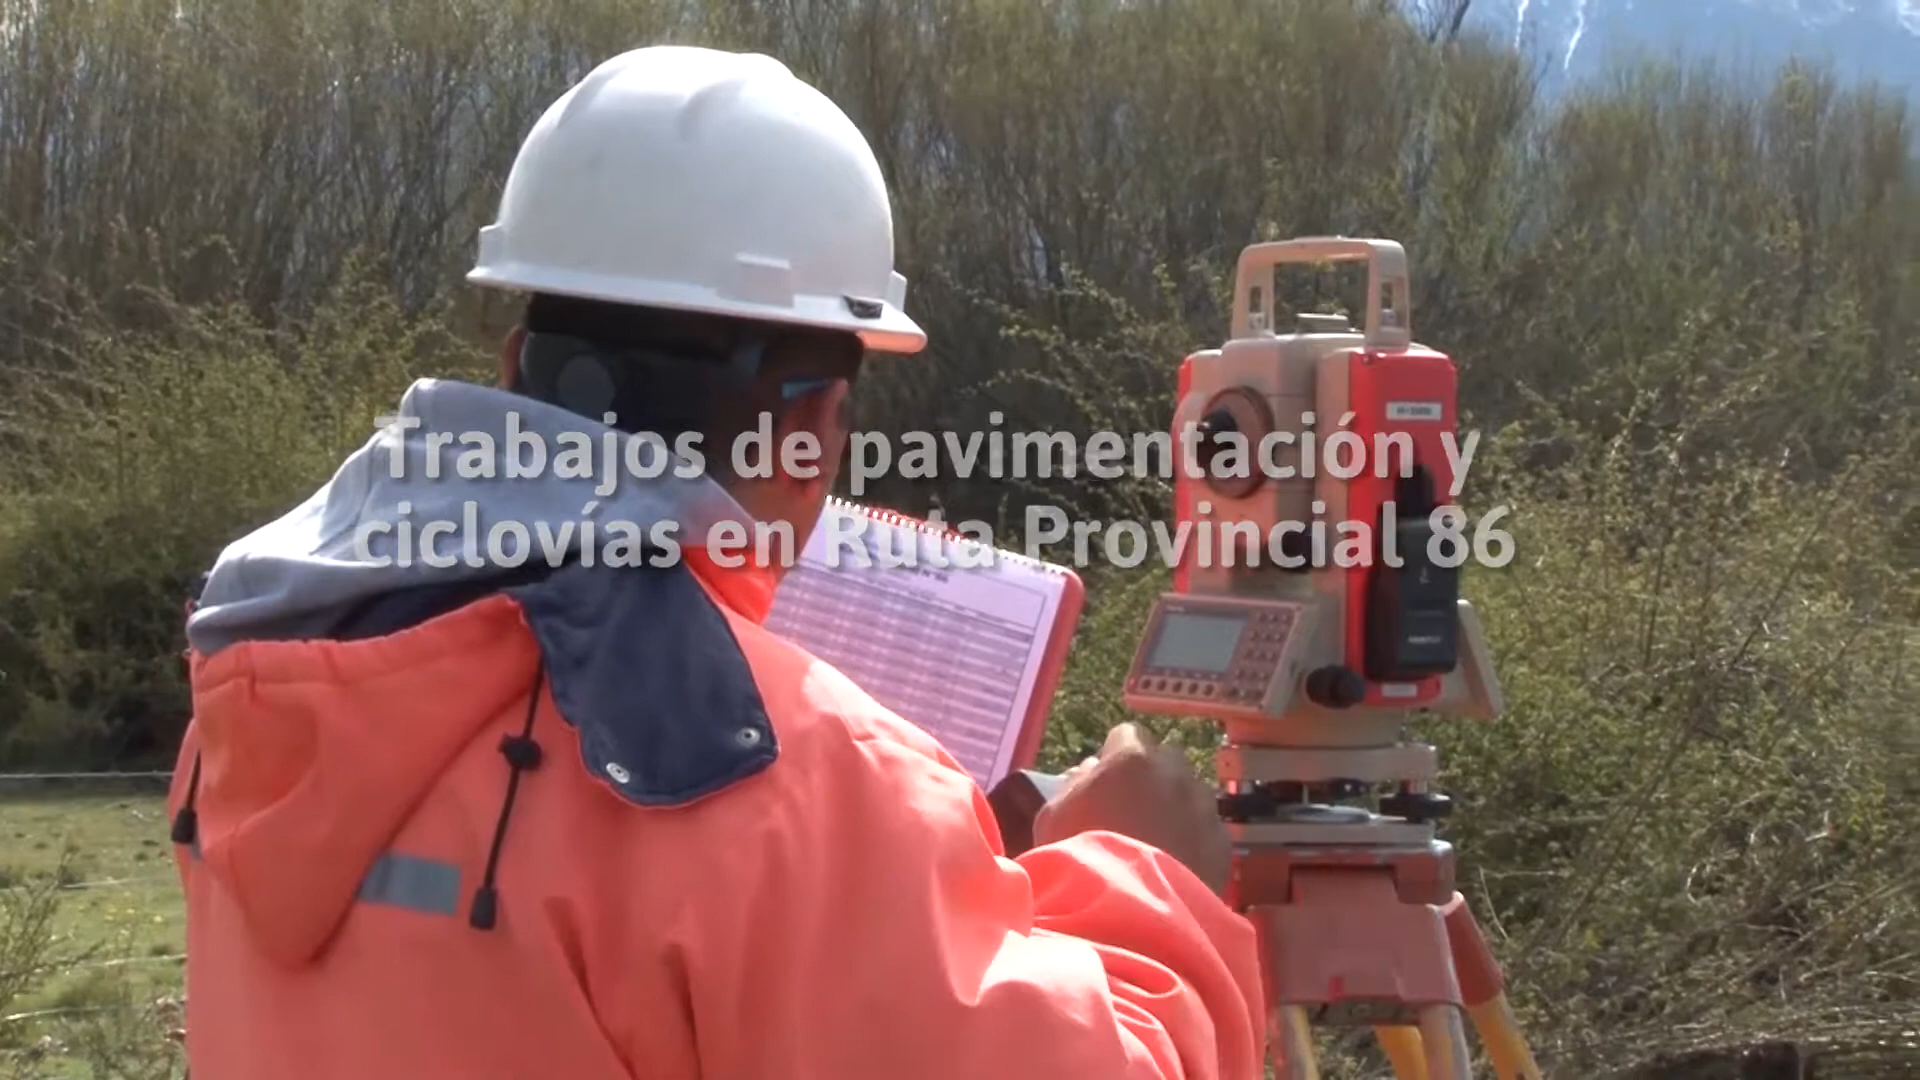 Trabajos de pavimentación y
ciclovías en Ruta Provincial 86